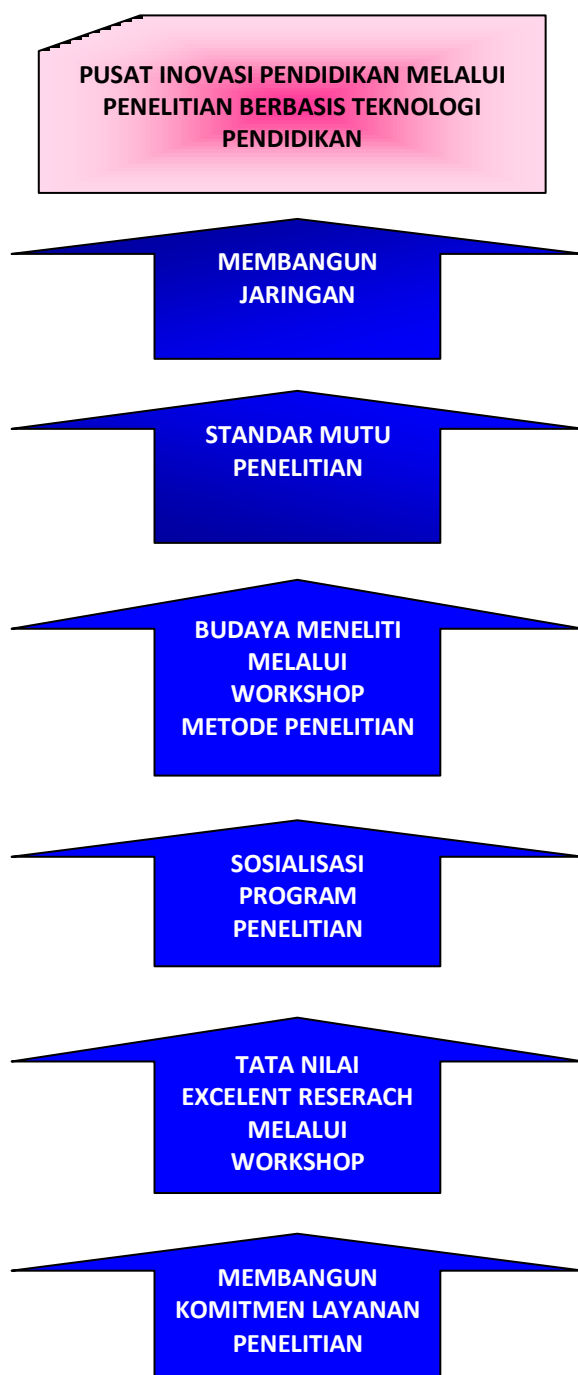 PUSAT INOVASI PENDIDIKAN MELALUI
PENELITIAN BERBASIS TEKNOLOGI
PENDIDIKAN
MEMBANGUN
JARINGAN
STANDAR MUTU
PENELITIAN
BUDAYA MENELITI
MELALUI
WORKSHOP
METODE PENELITIAN
SOSIALISASI
PROGRAM
PENELITIAN
TATA NILAI
EXCELENT RESERACH
MELALUI
WORKSHOP
MEMBANGUN
KOMITMEN LAYANAN
PENELITIAN